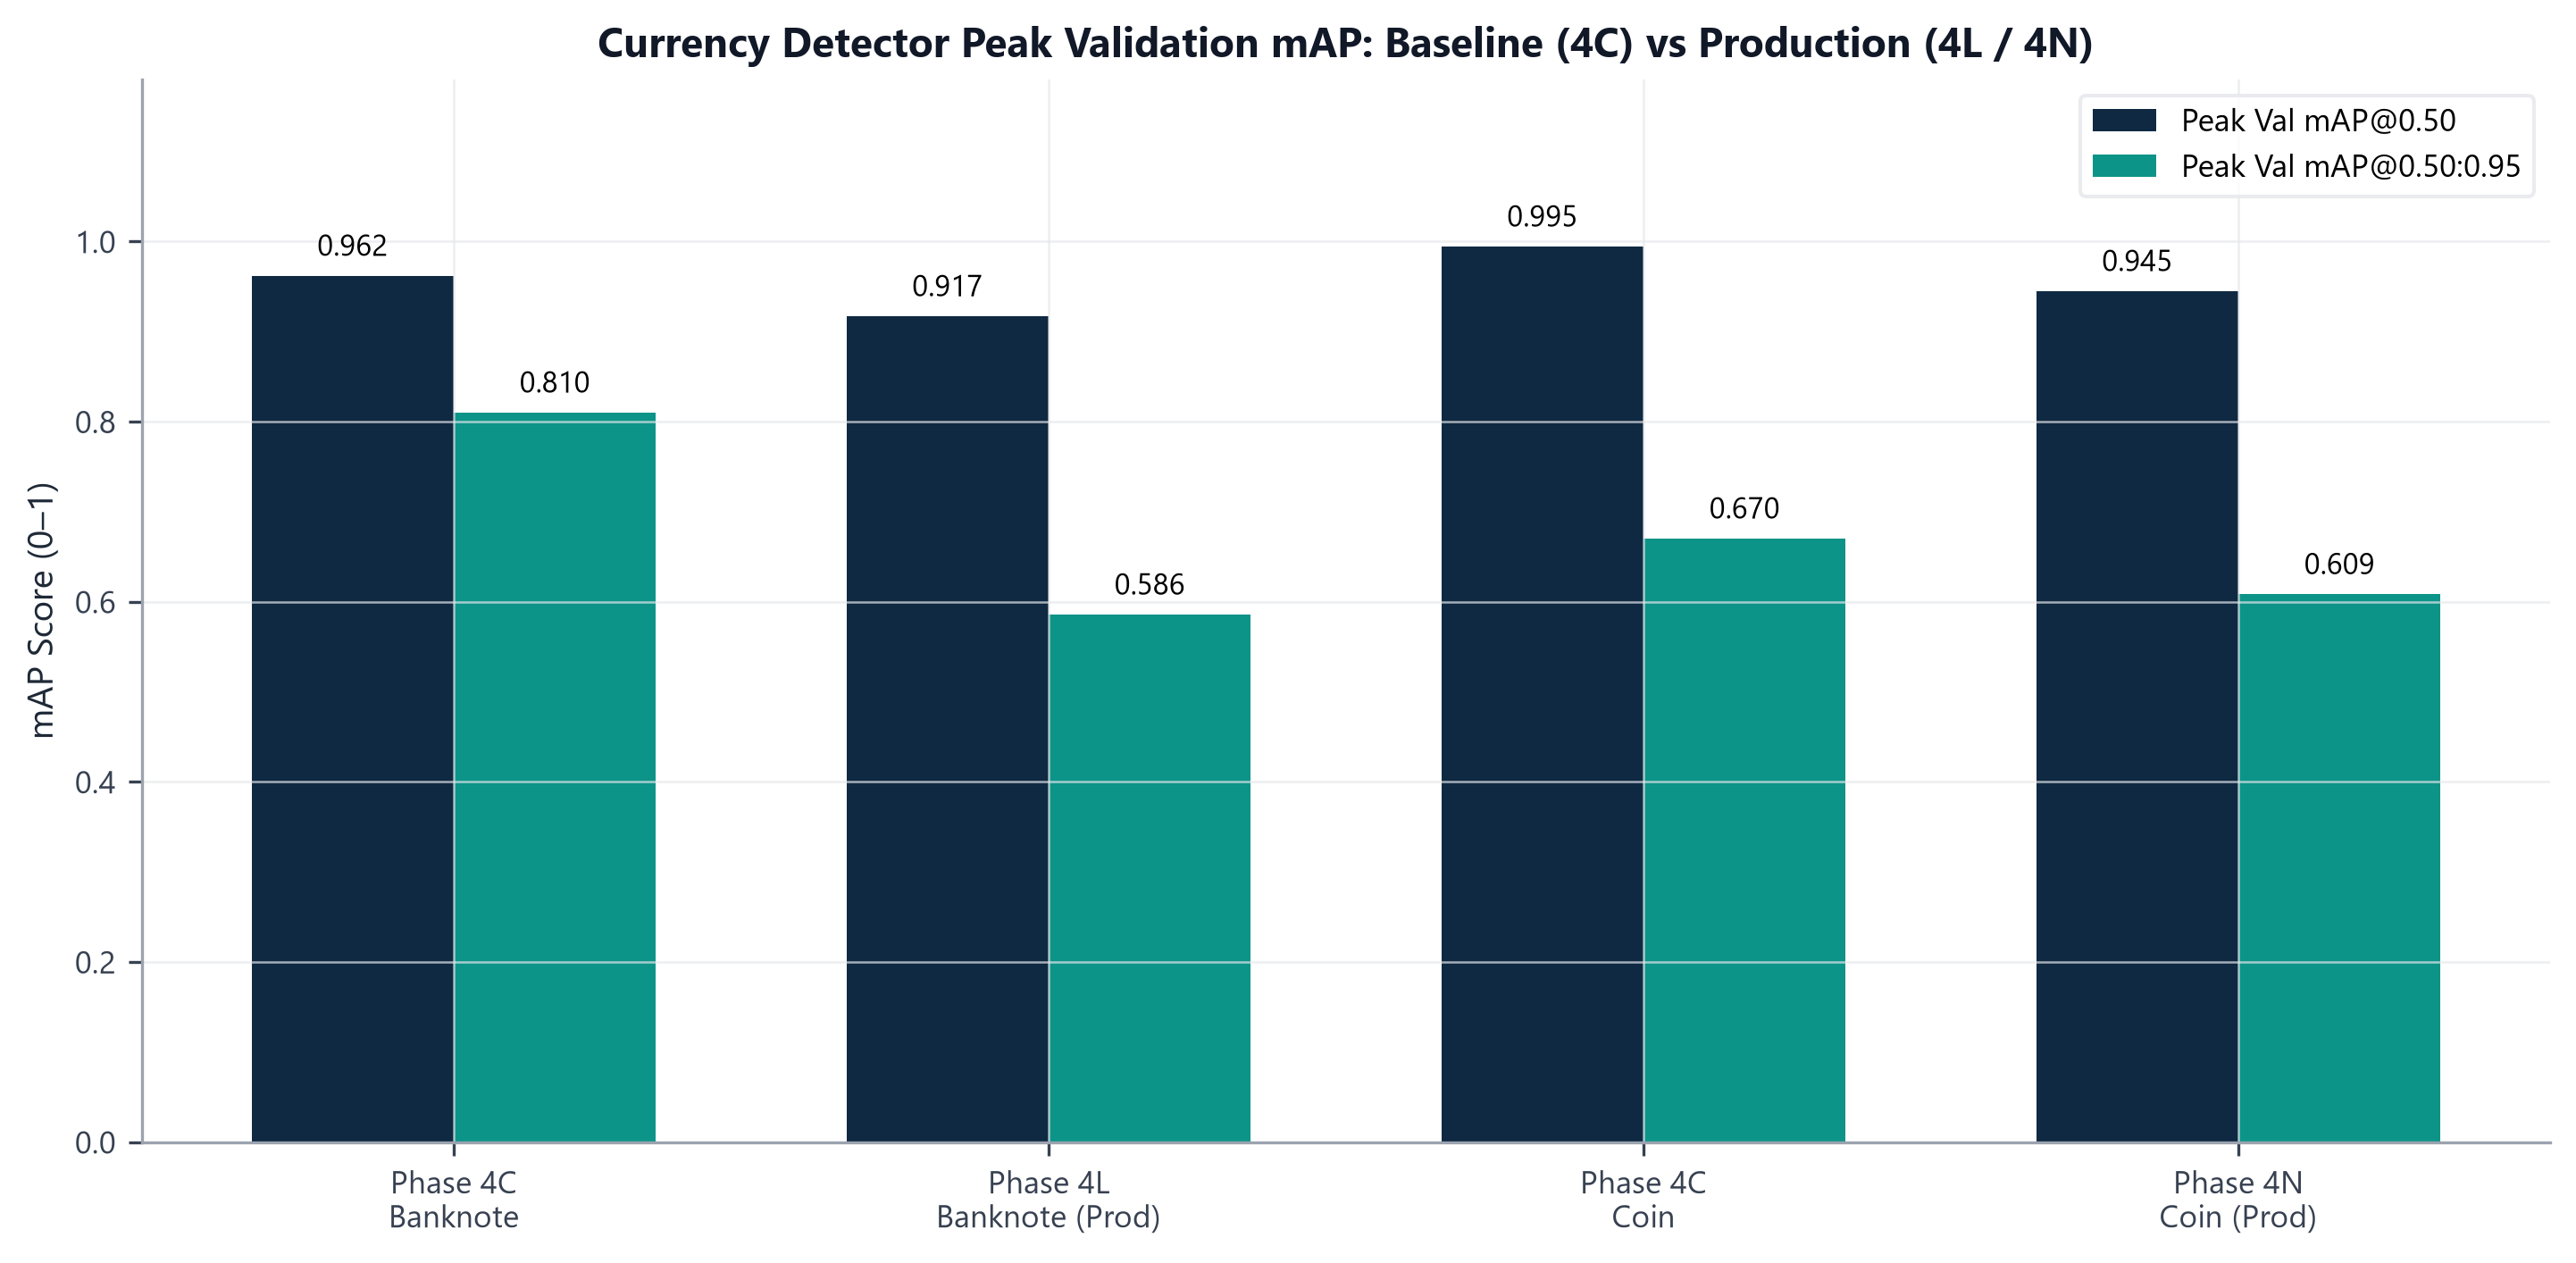 Currency Detector Peak Validation mAP: Baseline (4C) vs Production (4L / 4N)
Peak Val mAP@0.50
Peak Val mAP@0.50:0.95
mAP Score (0–1)
1.0
0.8
0.6
0.4
0.2
0.0
0.962
0.810
0.917
0.586
0.995
0.670
0.945
0.609
Phase 4C
Banknote
Phase 4L
Banknote (Prod)
Phase 4C
Coin
Phase 4N
Coin (Prod)